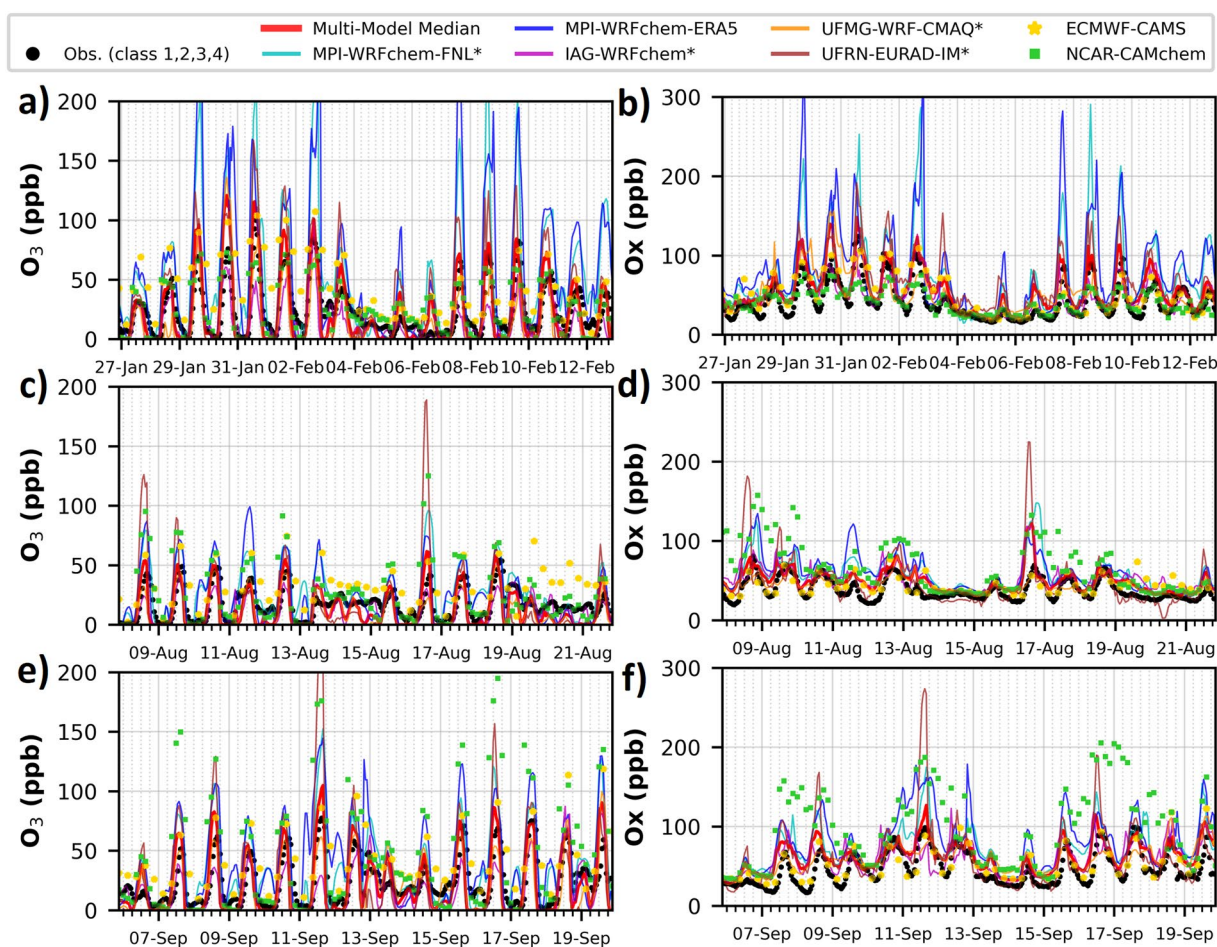 Obs. (class 1,2,3,4)
Multi-Model Median
MPI-WRFchem-FNL*
MPI-WRFchem-ERA5
IAG-WRFchem*
UFMG-WRF-CMAQ*
UFRN-EURAD-IM*
ECMWF-CAMS
NCAR-CAMchem
a)
O3 (ppb)
200
150
100
50
0
27-Jan 29-Jan 31-Jan 02-Feb 04-Feb 06-Feb 08-Feb 10-Feb 12-Feb
b)
Ox (ppb)
300
200
100
0
27-Jan 29-Jan 31-Jan 02-Feb 04-Feb 06-Feb 08-Feb 10-Feb 12-Feb
c)
O3 (ppb)
200
150
100
50
0
09-Aug 11-Aug 13-Aug 15-Aug 17-Aug 19-Aug 21-Aug
d)
Ox (ppb)
300
200
100
0
09-Aug 11-Aug 13-Aug 15-Aug 17-Aug 19-Aug 21-Aug
e)
O3 (ppb)
200
150
100
50
0
07-Sep 09-Sep 11-Sep 13-Sep 15-Sep 17-Sep 19-Sep
f)
Ox (ppb)
300
200
100
0
07-Sep 09-Sep 11-Sep 13-Sep 15-Sep 17-Sep 19-Sep